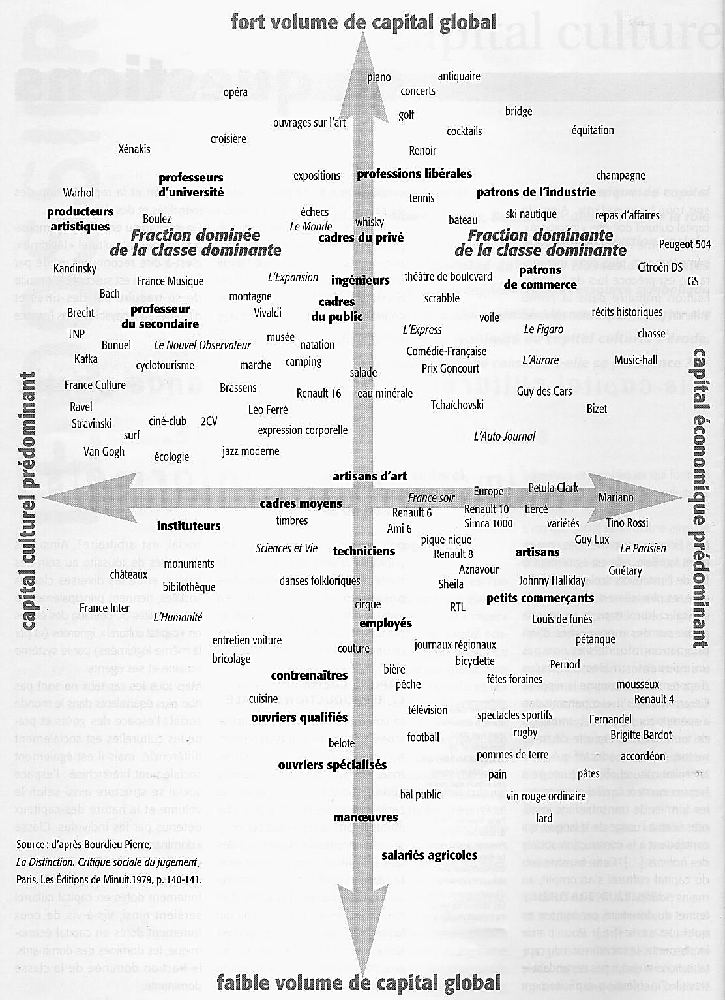 fort volume de capital global
piano
antiquaire
opéra
concerts
bridge
golf
ouvrages sur l'art
cocktails
équitation
croisière
Xénakis
Renoir
professeurs
d'université
expositions
professions libérales
champagne
Warhol
tennis
patrons de l'industrie
producteurs
artistiques
échecs
ski nautique
repas d'affaires
Boulez
Le Monde
whisky
bateau
Fraction dominée
de la classe dominante
cadres du privé
Fraction dominante
de la classe dominante
Peugeot 504
Kandinsky
Citroên DS
France Musique
L'Expansion
ingénieurs
théâtre de boulevard
patrons
de commerce
GS
Bach
montagne
cadres
du public
scrabble
Brecht
professeur
du secondaire
Vivaldi
voile
récits historiques
TNP
musée
L'Express
Le Figaro
chasse
Bunuel
Le Nouvel Observateur
natation
Comédie-Française
Kafka
cyclotourisme
marche
camping
Prix Goncourt
L'Aurore
Music-hall
salade
France Culture
Brassens
Renault 16
eau minérale
Guy des Cars
Ravel
Léo Ferré
Tchaïchovski
Bizet
Stravinski
ciné-club
2CV
surf
expression corporelle
L'Auto-Journal
Van Gogh
écologie
jazz moderne
capital culturel prédominant
capital économique prédominant
artisans d'art
Europe 1
Petula Clark
France soir
Mariano
cadres moyens
Renault 6
Renault 10
tiercé
instituteurs
timbres
Ami 6
Simca 1000
variétés
Tino Rossi
pique-nique
Guy Lux
Sciences et Vie
techniciens
Renault 8
artisans
Le Parisien
monuments
châteaux
Aznavour
Guétary
bibilothèque
danses folkloriques
Sheila
Johnny Halliday
petits commerçants
France Inter
cirque
RTL
L'Humanité
employés
Louis de funès
entretien voiture
couture
journaux régionaux
pétanque
bricolage
bicyclette
Pernod
contremaîtres
bière
fêtes foraines
pêche
mousseux
cuisine
Renault 4
télévision
spectacles sportifs
ouvriers qualifiés
Fernandel
football
rugby
Brigitte Bardot
belote
pommes de terre
accordéon
ouvriers spécialisés
pain
pâtes
bal public
vin rouge ordinaire
manœuvres
lard
Source : d'après Bourdieu Pierre,
La Distinction. Critique sociale du jugement.
Paris, Les Éditions de Minuit,1979, p. 140-141.
salariés agricoles
faible volume de capital global